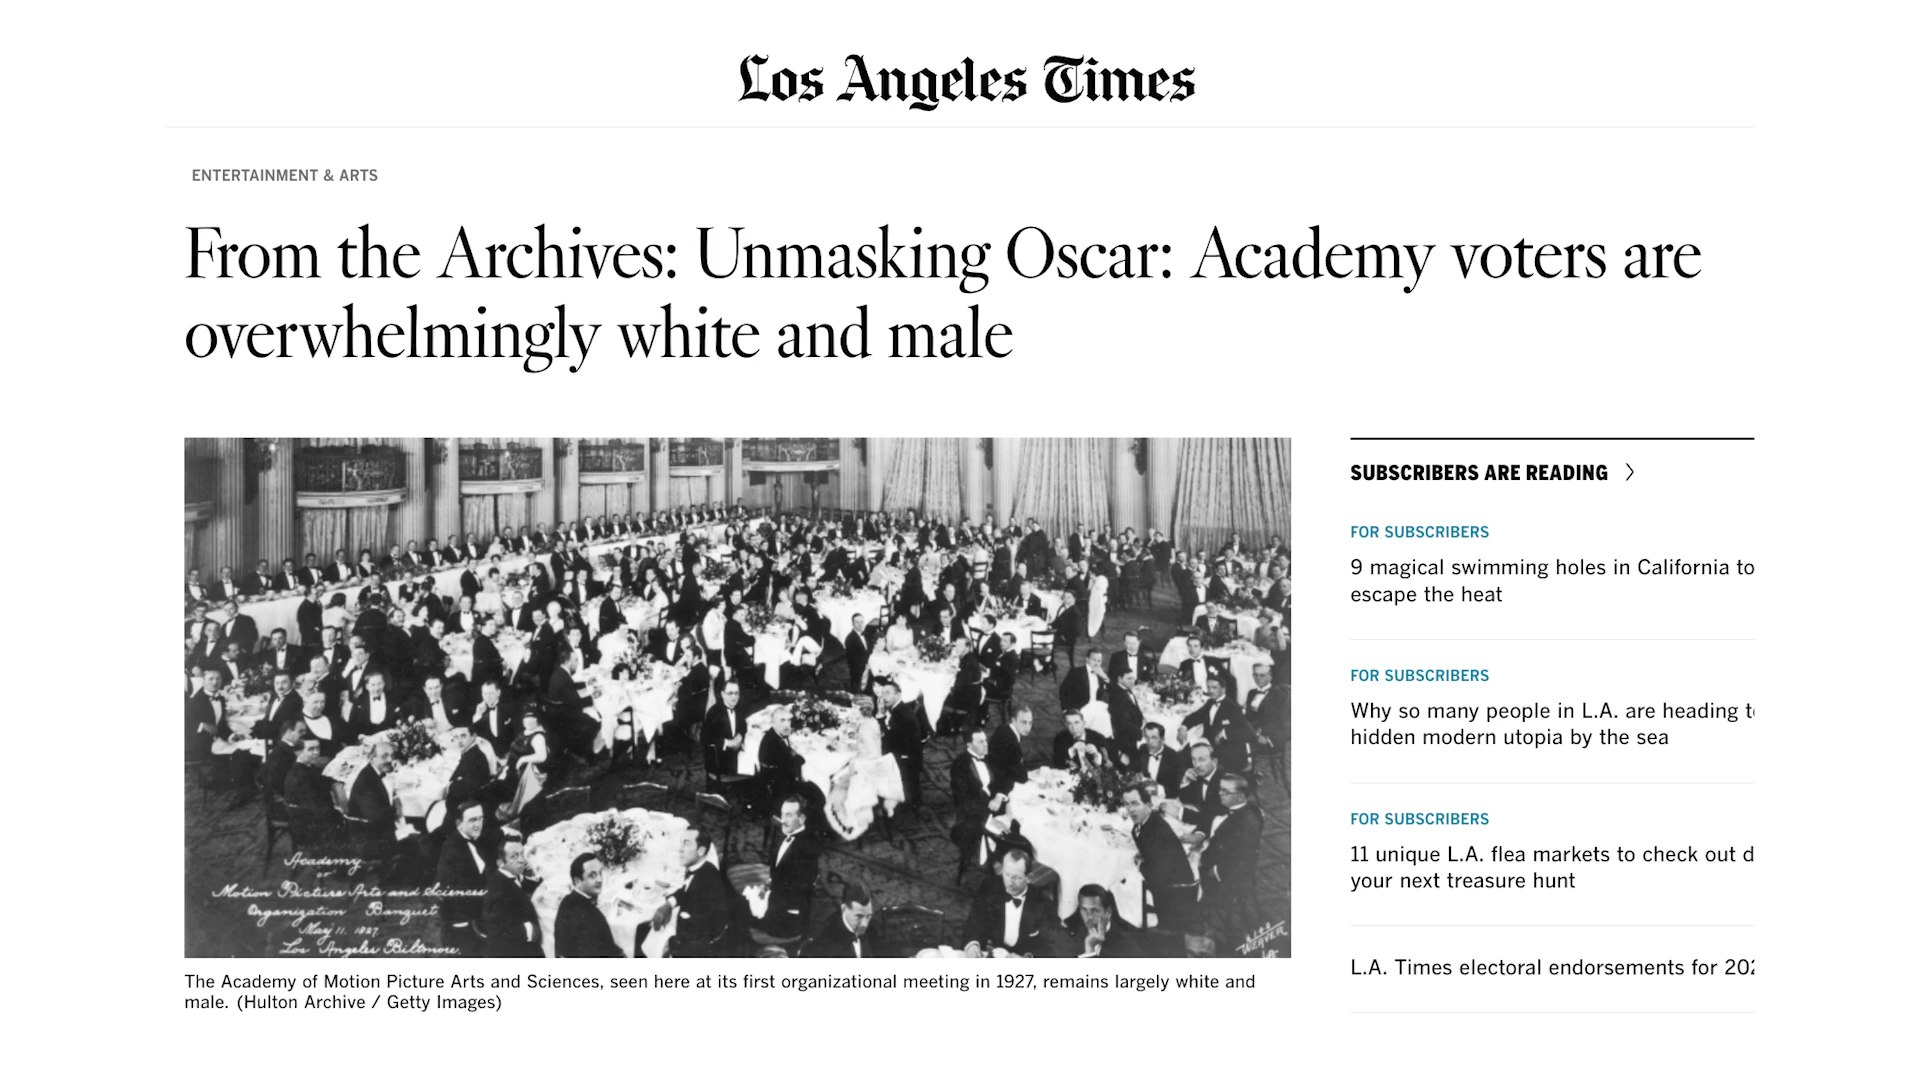 Los Angeles Times
ENTERTAINMENT & ARTS
From the Archives: Unmasking Oscar: Academy voters are
overwhelmingly white and male
Academy
of
Motion Picture Arts and Sciences
Organization Banquet
May 11. 1927.
Los Angeles Biltmore.
WEAVER
LA
The Academy of Motion Picture Arts and Sciences, seen here at its first organizational meeting in 1927, remains largely white and
male. (Hulton Archive / Getty Images)
SUBSCRIBERS ARE READING
FOR SUBSCRIBERS
9 magical swimming holes in California to
escape the heat
FOR SUBSCRIBERS
Why so many people in L.A. are heading t
hidden modern utopia by the sea
FOR SUBSCRIBERS
11 unique L.A. flea markets to check out d
your next treasure hunt
L.A. Times electoral endorsements for 202